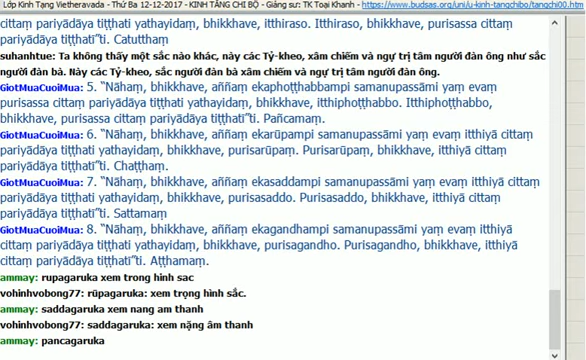 Lớp Kinh Tạng Vietheravada - Thứ Ba 12-12-2017 - KINH TĂNG CHI BỘ - Giảng sư: TK Toại Khanh - https://www.budsas.org/uni/u-kinh-tangchibo/tangchi00.htm
cittaṃ pariyādāya tiṭṭhati yathayidaṃ, bhikkhave, itthiraso. Itthiraso, bhikkhave, purisassa cittaṃ
pariyādāya tiṭṭhatī”ti. Catutthaṃ
suhanhtue: Ta không thấy một sắc nào khác, này các Tỷ-kheo, xâm chiếm và ngự trị tâm người đàn ông như sắc
người đàn bà. Này các Tỷ-kheo, sắc người đàn bà xâm chiếm và ngự trị tâm người đàn ông.
GiotMuaCuoiMua: 5. “Nāhaṃ, bhikkhave, aññaṃ ekaphoṭṭhabbampi samanupassāmi yaṃ evaṃ
purisassa cittaṃ pariyādāya tiṭṭhati yathayidaṃ, bhikkhave, itthiphoṭṭhabbo. Itthiphoṭṭhabbo,
bhikkhave, purisassa cittaṃ pariyādāya tiṭṭhatī”ti. Pañcamaṃ.
GiotMuaCuoiMua: 6. “Nāhaṃ, bhikkhave, aññaṃ ekarūpampi samanupassāmi yaṃ evaṃ itthiyā cittaṃ
pariyādāya tiṭṭhati yathayidaṃ, bhikkhave, purisarūpaṃ. Purisarūpaṃ, bhikkhave, itthiyā cittaṃ
pariyādāya tiṭṭhatī”ti. Chaṭṭhaṃ.
GiotMuaCuoiMua: 7. “Nāhaṃ, bhikkhave, aññaṃ ekasaddampi samanupassāmi yaṃ evaṃ itthiyā cittaṃ
pariyādāya tiṭṭhati yathayidaṃ, bhikkhave, purisasaddo. Purisasaddo, bhikkhave, itthiyā cittaṃ
pariyādāya tiṭṭhatī”ti. Sattamaṃ
GiotMuaCuoiMua: 8. “Nāhaṃ, bhikkhave, aññaṃ ekagandhampi samanupassāmi yaṃ evaṃ itthiyā
cittaṃ pariyādāya tiṭṭhati yathayidaṃ, bhikkhave, purisagandho. Purisagandho, bhikkhave, itthiyā
cittaṃ pariyādāya tiṭṭhatī”ti. Aṭṭhamaṃ.
ammay: rupagaruka xem trong hinh sac
vohinhvobong77: rūpagaruka: xem trọng hình sắc.
ammay: saddagaruka xem nang am thanh
vohinhvobong77: saddagaruka: xem nặng âm thanh
ammay: pancagaruka